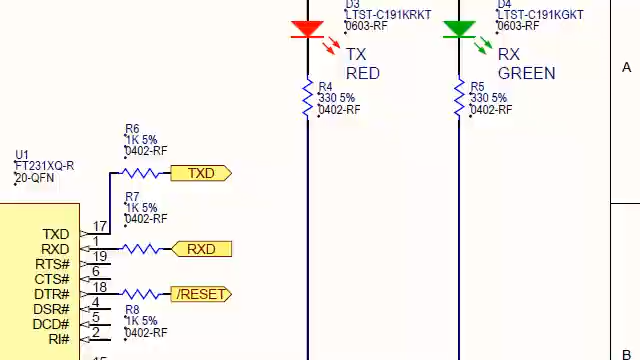 D3
LTST-C191KRKT
0603-RF
TX
RED
R4
330 5%
0402-RF
D4
LTST-C191KGKT
0603-RF
RX
GREEN
R5
330 5%
0402-RF
A
R6
1K 5%
0402-RF
TXD
U1
FT231XQ-R
20-QFN
R7
1K 5%
0402-RF
TXD 17
RXD 1
RXD
RTS# 19
CTS# 6
DTR# 18
/RESET
DSR# 4
DCD# 5
RI# 2
R8
1K 5%
0402-RF
B